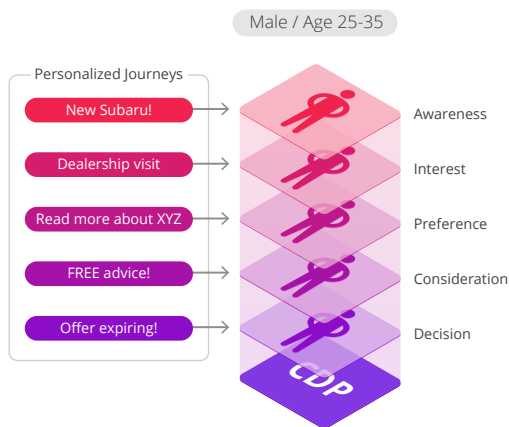 Male / Age 25-35
Personalized Journeys
New Subaru!
Awareness
Dealership visit
Interest
Read more about XYZ
Preference
FREE advice!
Consideration
Offer expiring!
Decision
CDP